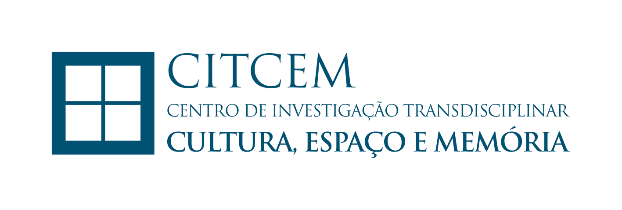 CITCEM
CENTRO DE INVESTIGAÇÃO TRANSDISCIPLINAR
CULTURA, ESPAÇO E MEMÓRIA